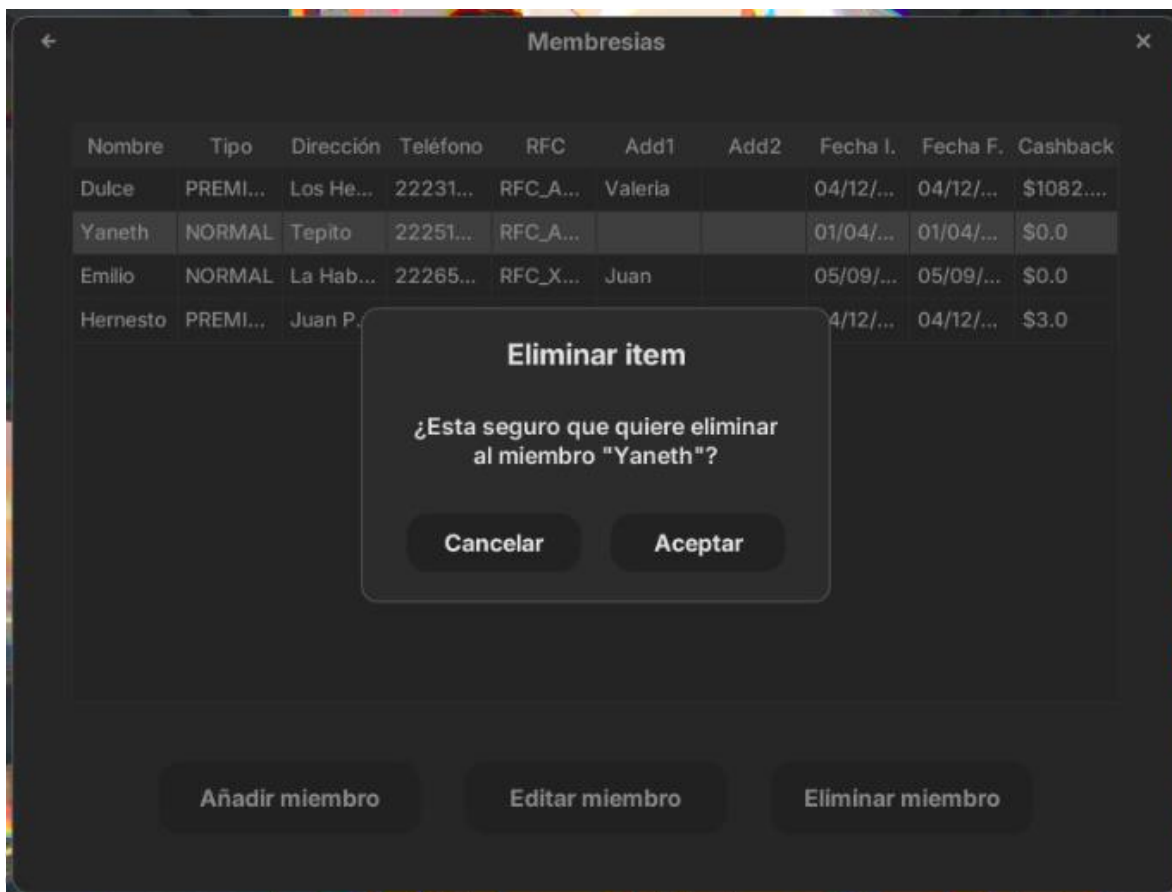 Membresias
Nombre Tipo Dirección Teléfono RFC Add1 Add2 Fecha I. Fecha F. Cashback
Dulce PREMI... Los He... 22231... RFC_A... Valeria 04/12/... 04/12/... $1082....
Yaneth NORMAL Tepito 22251... RFC_A... 01/04/... 01/04/... $0.0
Emilio NORMAL La Hab... 22265... RFC_X... Juan 05/09/... 05/09/... $0.0
Hernesto PREMI... Juan P. 4/12/... 04/12/... $3.0
Eliminar item
¿Esta seguro que quiere eliminar
al miembro "Yaneth"?
Cancelar Aceptar
Añadir miembro Editar miembro Eliminar miembro